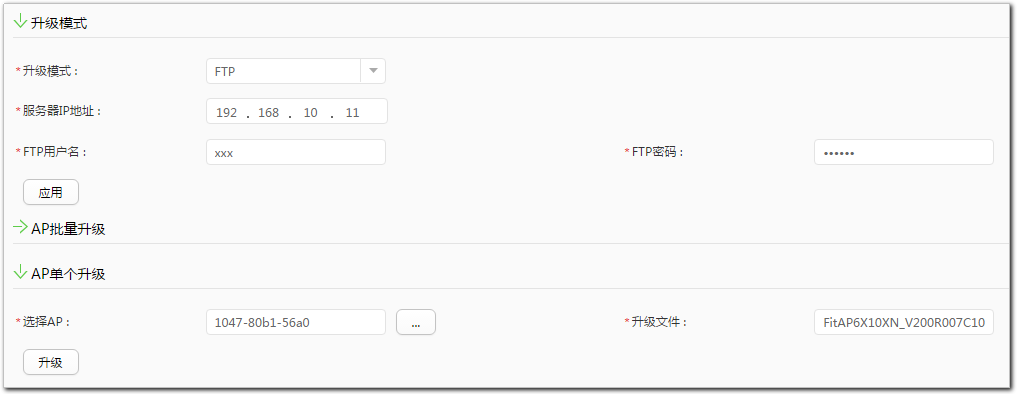 升级模式
*升级模式: FTP
*服务器IP地址: 192 . 168 . 10 . 11
*FTP用户名: xxx *FTP密码: ••••••
应用
AP批量升级
AP单个升级
*选择AP: 1047-80b1-56a0 ... *升级文件: FitAP6X10XN_V200R007C10
升级